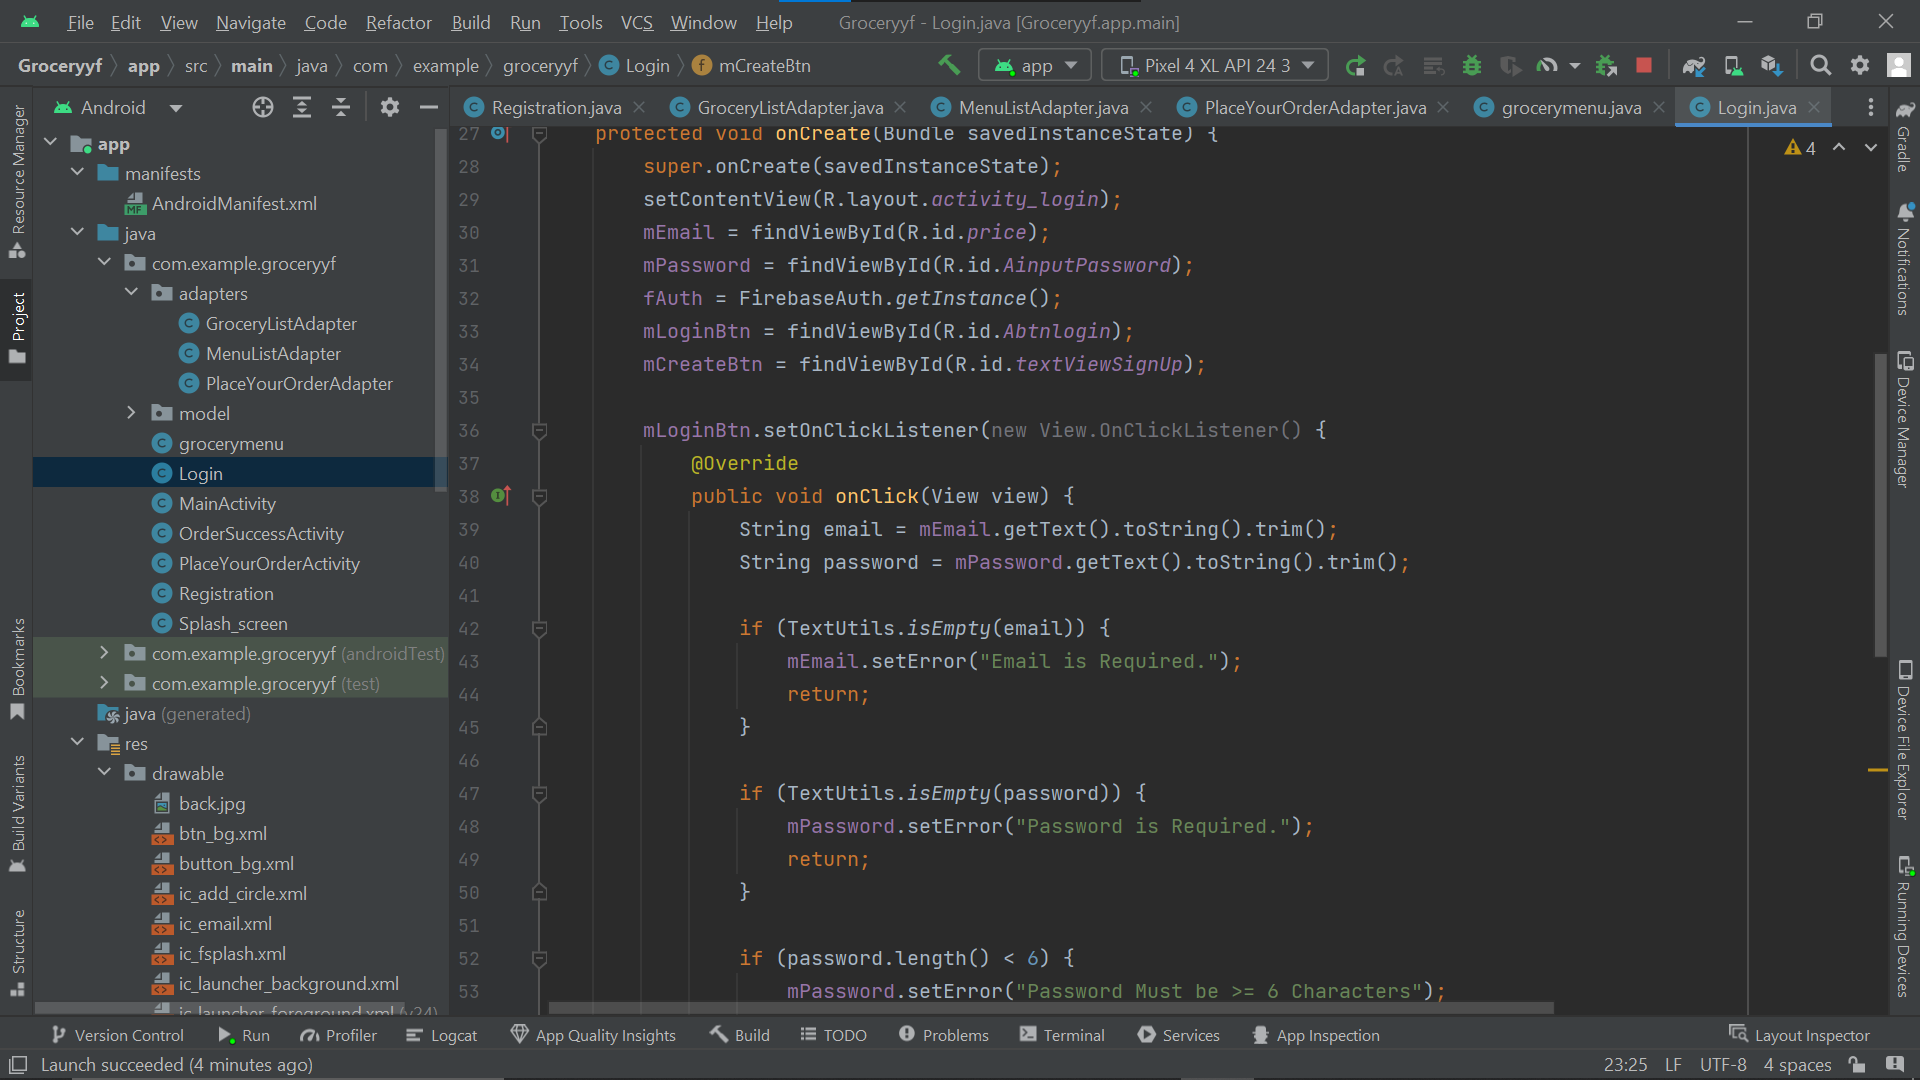 File Edit View Navigate Code Refactor Build Run Tools VCS Window Help Groceryyf - Login.java [Groceryyf.app.main]
Groceryyf app src main java com example groceryyf Login mCreateBtn app Pixel 4 XL API 24 3
Android
Registration.java GroceryListAdapter.java MenuListAdapter.java PlaceYourOrderAdapter.java grocerymenu.java Login.java
Resource Manager
Project
Bookmarks
Build Variants
Structure
app
manifests
AndroidManifest.xml
java
com.example.groceryyf
adapters
GroceryListAdapter
MenuListAdapter
PlaceYourOrderAdapter
model
grocerymenu
Login
MainActivity
OrderSuccessActivity
PlaceYourOrderActivity
Registration
Splash_screen
com.example.groceryyf (androidTest)
com.example.groceryyf (test)
java (generated)
res
drawable
back.jpg
btn_bg.xml
button_bg.xml
ic_add_circle.xml
ic_email.xml
ic_fsplash.xml
ic_launcher_background.xml
ic_launcher_foreground.xml (v24)
27 protected void onCreate(Bundle savedInstanceState) {
28 super.onCreate(savedInstanceState);
29 setContentView(R.layout.activity_login);
30 mEmail = findViewById(R.id.price);
31 mPassword = findViewById(R.id.AinputPassword);
32 fAuth = FirebaseAuth.getInstance();
33 mLoginBtn = findViewById(R.id.Abtnlogin);
34 mCreateBtn = findViewById(R.id.textViewSignUp);
35
36 mLoginBtn.setOnClickListener(new View.OnClickListener() {
37 @Override
38 public void onClick(View view) {
39 String email = mEmail.getText().toString().trim();
40 String password = mPassword.getText().toString().trim();
41
42 if (TextUtils.isEmpty(email)) {
43 mEmail.setError("Email is Required.");
44 return;
45 }
46
47 if (TextUtils.isEmpty(password)) {
48 mPassword.setError("Password is Required.");
49 return;
50 }
51
52 if (password.length() < 6) {
53 mPassword.setError("Password Must be >= 6 Characters");
4
Gradle
Notifications
Device Manager
Device File Explorer
Running Devices
Version Control Run Profiler Logcat App Quality Insights Build TODO Problems Terminal Services App Inspection Layout Inspector
Launch succeeded (4 minutes ago) 23:25 LF UTF-8 4 spaces